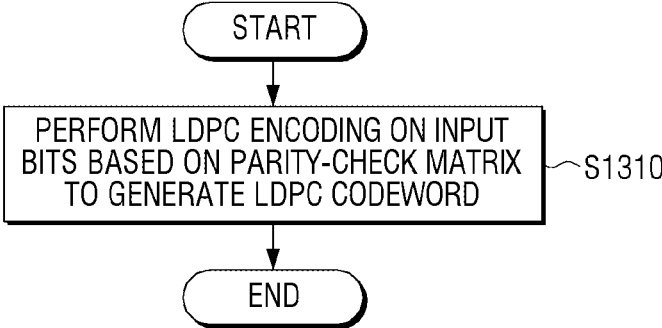 START
PERFORM LDPC ENCODING ON INPUT
BITS BASED ON PARITY-CHECK MATRIX
TO GENERATE LDPC CODEWORD
S1310
END